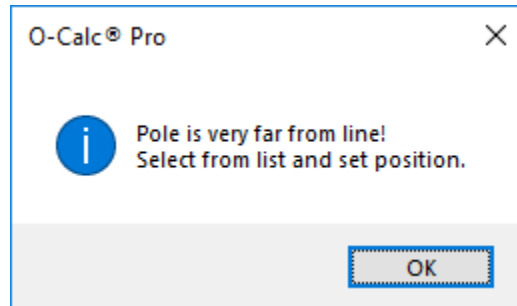 O-Calc® Pro
Pole is very far from line!
Select from list and set position.
OK